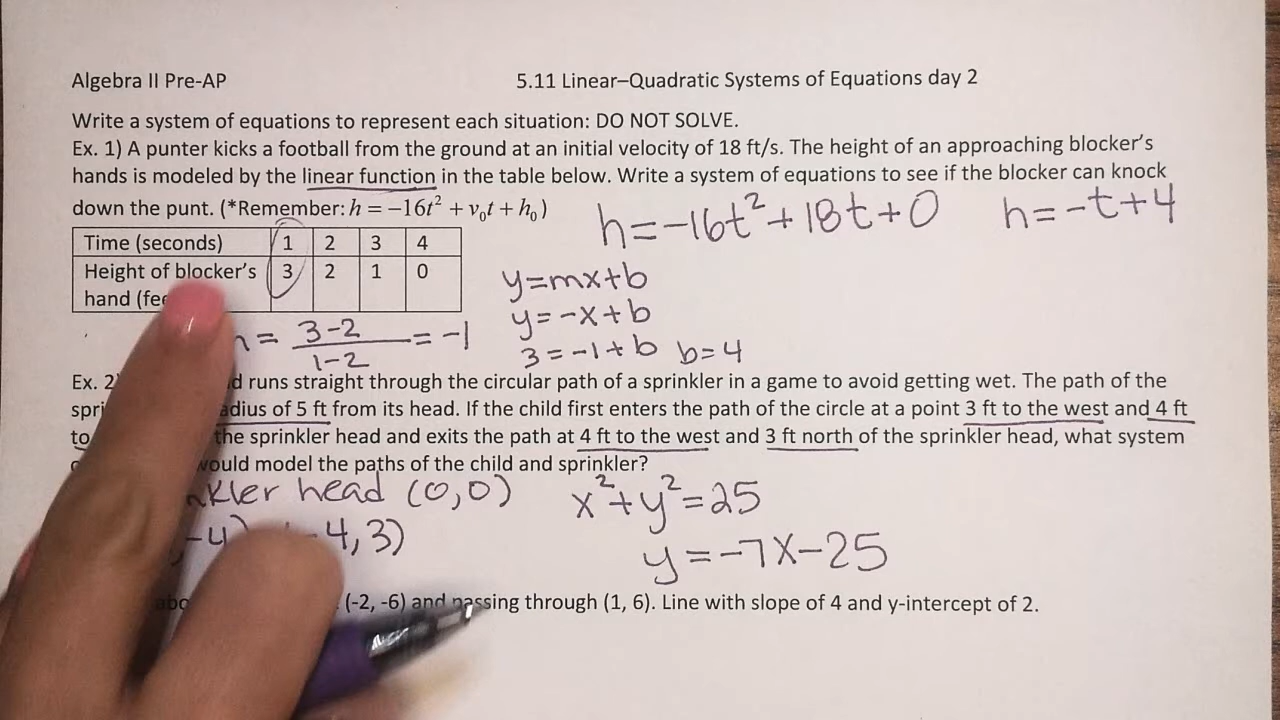 Algebra II Pre-AP 5.11 Linear–Quadratic Systems of Equations day 2
Write a system of equations to represent each situation: DO NOT SOLVE.
Ex. 1) A punter kicks a football from the ground at an initial velocity of 18 ft/s. The height of an approaching blocker's
hands is modeled by the linear function in the table below. Write a system of equations to see if the blocker can knock
down the punt. (*Remember: h = −16t² + v₀t + h₀)
h=-16t²+18t+0 h=-t+4
Time (seconds) 1 2 3 4
Height of blocker's 3 2 1 0
hand
y=mx+b
y=-x+b
= 3-2/1-2 = -1
3=-1+b b=4
Ex. runs straight through the circular path of a sprinkler in a game to avoid getting wet. The path of the
of 5 ft from its head. If the child first enters the path of the circle at a point 3 ft to the west and 4 ft
the sprinkler head and exits the path at 4 ft to the west and 3 ft north of the sprinkler head, what system
would model the paths of the child and sprinkler?
head (0,0) x²+y²=25
4,3)
y=-7x-25
(-2, -6) and passing through (1, 6). Line with slope of 4 and y-intercept of 2.